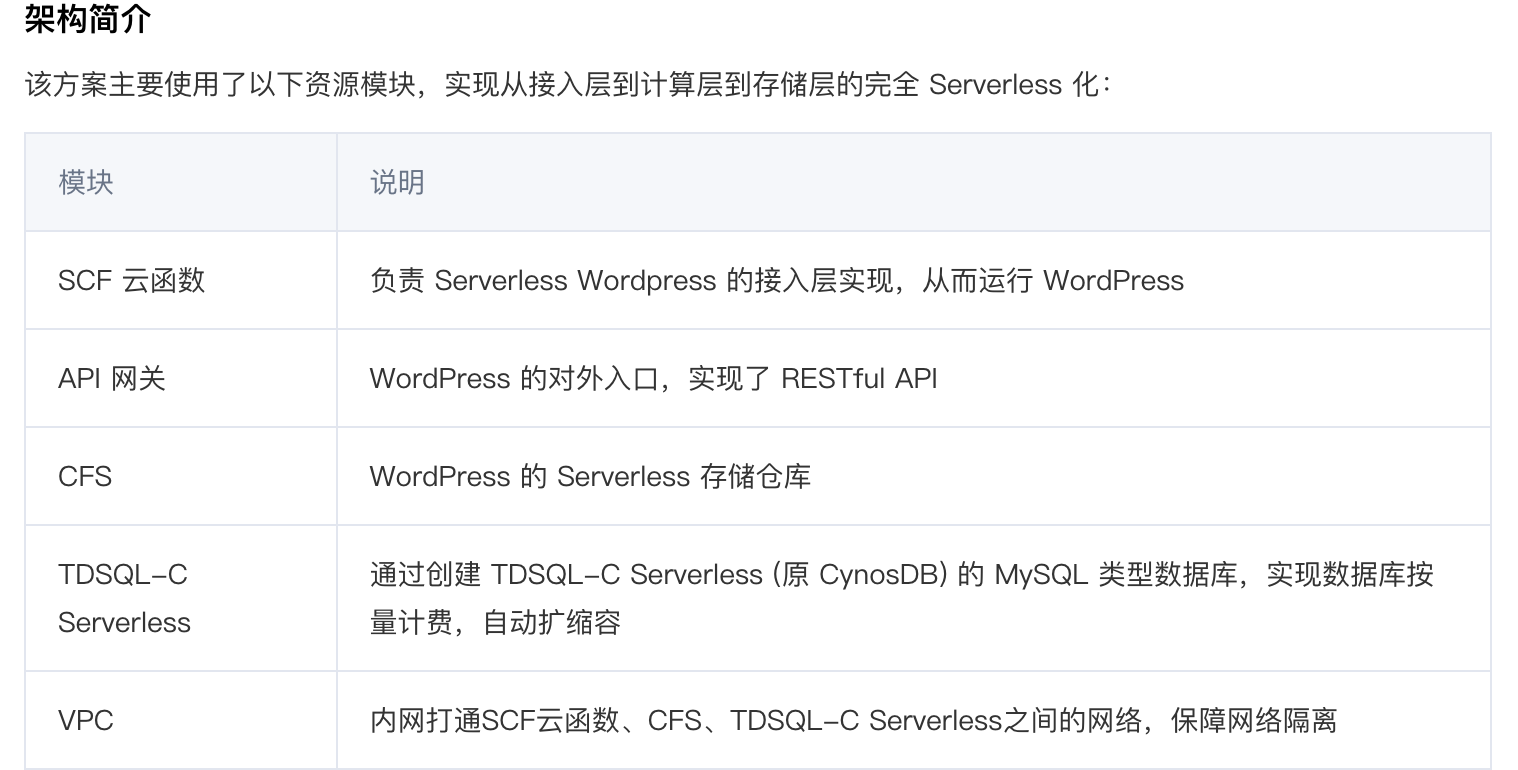 架构简介
该方案主要使用了以下资源模块，实现从接入层到计算层到存储层的完全 Serverless 化：
模块 说明
SCF 云函数 负责 Serverless Wordpress 的接入层实现，从而运行 WordPress
API 网关 WordPress 的对外入口，实现了 RESTful API
CFS WordPress 的 Serverless 存储仓库
TDSQL-C 通过创建 TDSQL-C Serverless (原 CynosDB) 的 MySQL 类型数据库，实现数据库按
Serverless 量计费，自动扩缩容
VPC 内网打通SCF云函数、CFS、TDSQL-C Serverless之间的网络，保障网络隔离